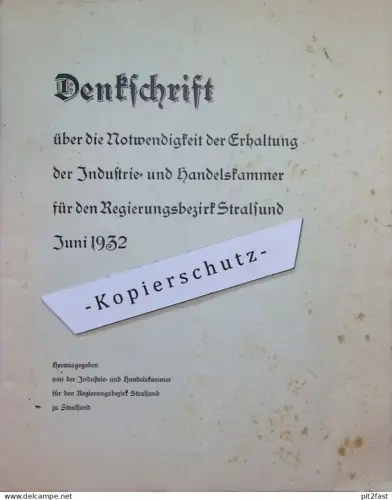 Denkschrift
über die Notwendigkeit der Erhaltung
der Industrie- und Handelskammer
für den Regierungsbezirk Stralsund
Juni 1932
-Kopierschutz-
Herausgegeben
von der Industrie- und Handelskammer
für den Regierungsbezirk Stralsund
zu Stralsund
www.delcampe.net
pit2fast